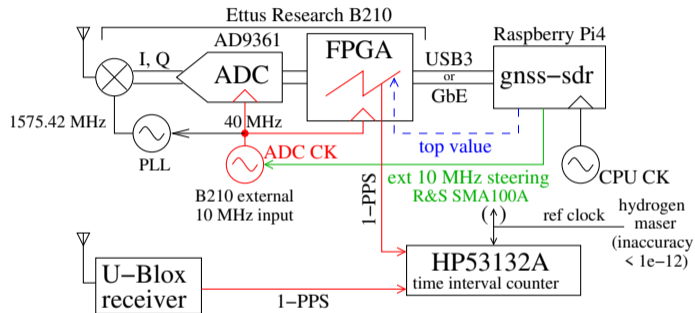 Ettus Research B210
AD9361
I, Q
ADC
FPGA
USB3
or
GbE
Raspberry Pi4
gnss−sdr
1575.42 MHz
40 MHz
PLL
ADC CK
top value
B210 external
10 MHz input
1−PPS
ext 10 MHz steering
R&S SMA100A
CPU CK
( )
ref clock
hydrogen
maser
(inaccuracy
< 1e−12)
U−Blox
receiver
1−PPS
HP53132A
time interval counter